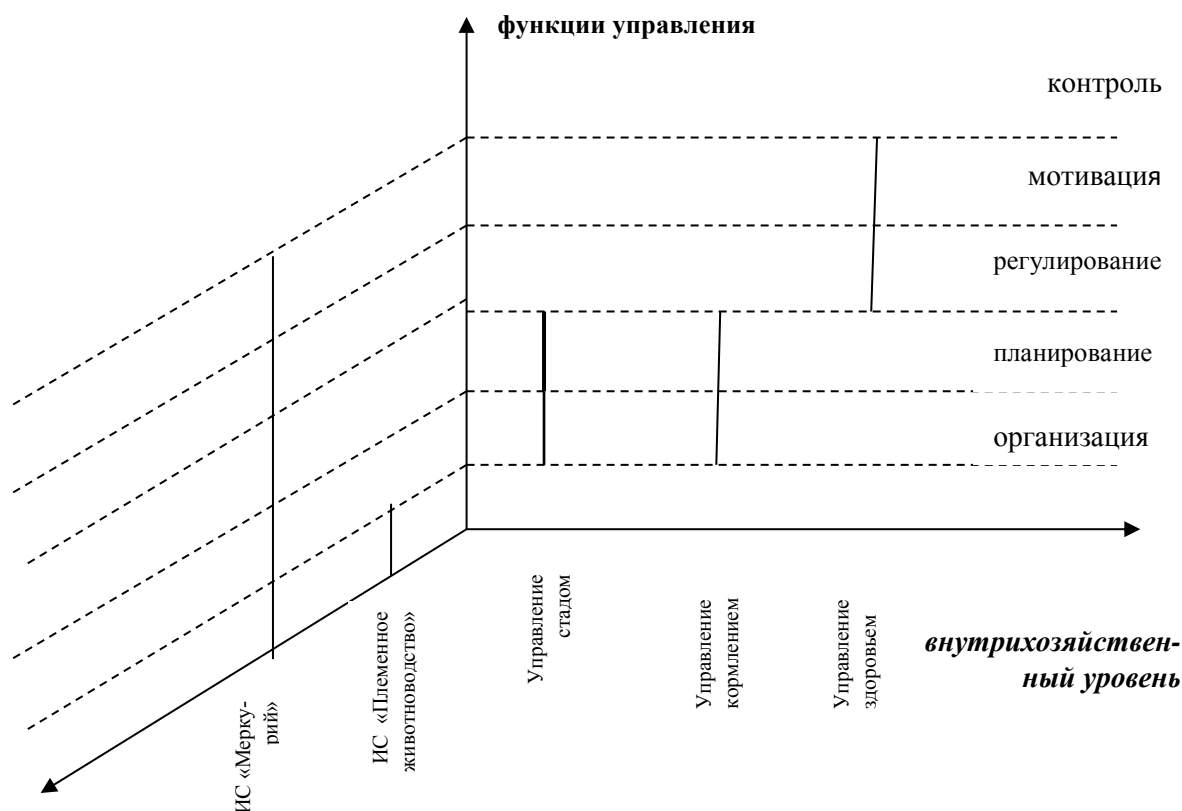 функции управления
контроль
мотивация
регулирование
планирование
организация
внутрихозяйствен-
ный уровень
Управление
стадом
Управление
кормлением
Управление
здоровьем
ИС «Племенное
животноводство»
ИС «Мерку-
рий»